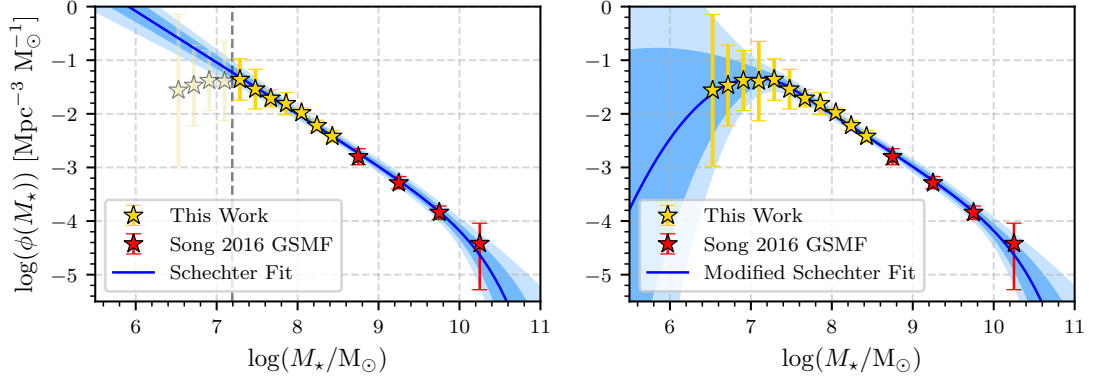 log(ϕ(M⋆)) [Mpc⁻³ M⊙⁻¹]
0
−1
−2
−3
−4
−5
This Work
Song 2016 GSMF
Schechter Fit
6 7 8 9 10 11
log(M⋆/M⊙)
0
−1
−2
−3
−4
−5
This Work
Song 2016 GSMF
Modified Schechter Fit
6 7 8 9 10 11
log(M⋆/M⊙)